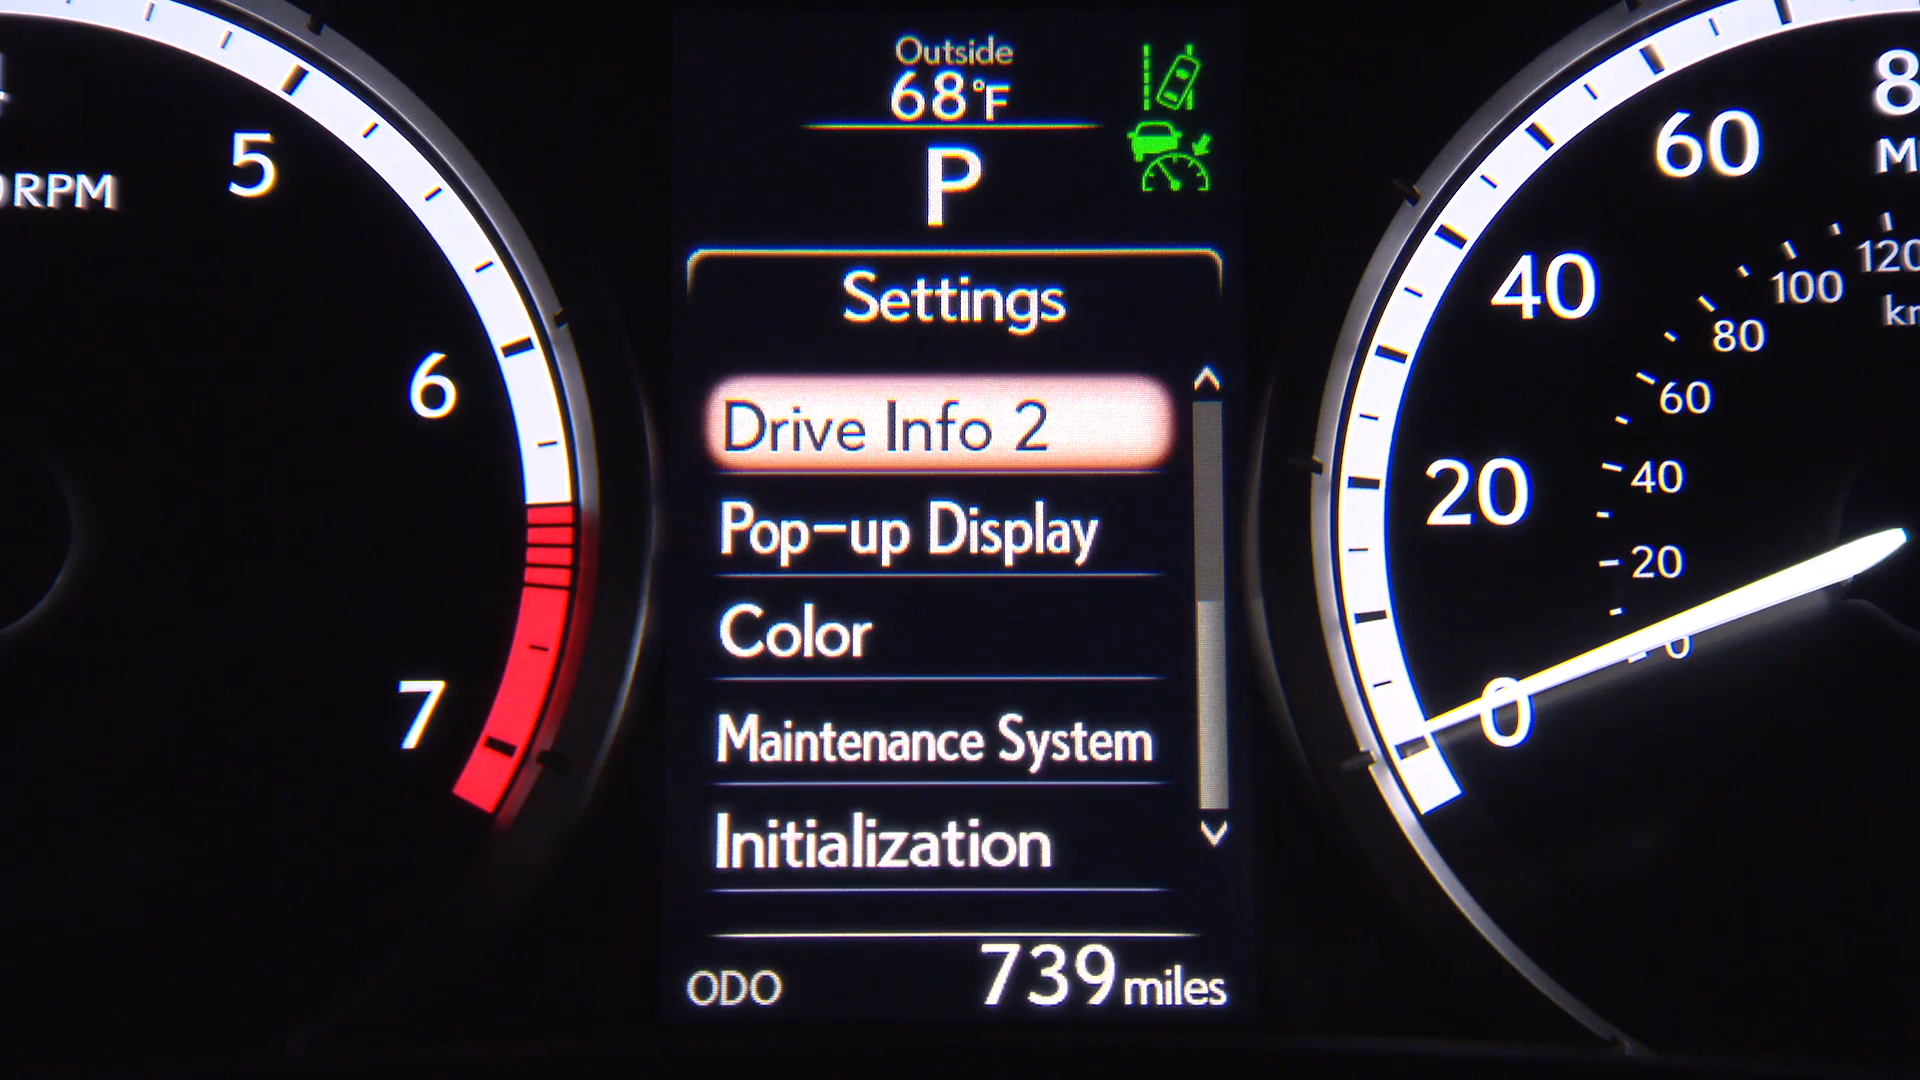 Outside
68°F
P
Settings
Drive Info 2
Pop-up Display
Color
Maintenance System
Initialization
ODO 739 miles
5
RPM
6
7
60
40
20
0
120
100
80
60
40
20
0